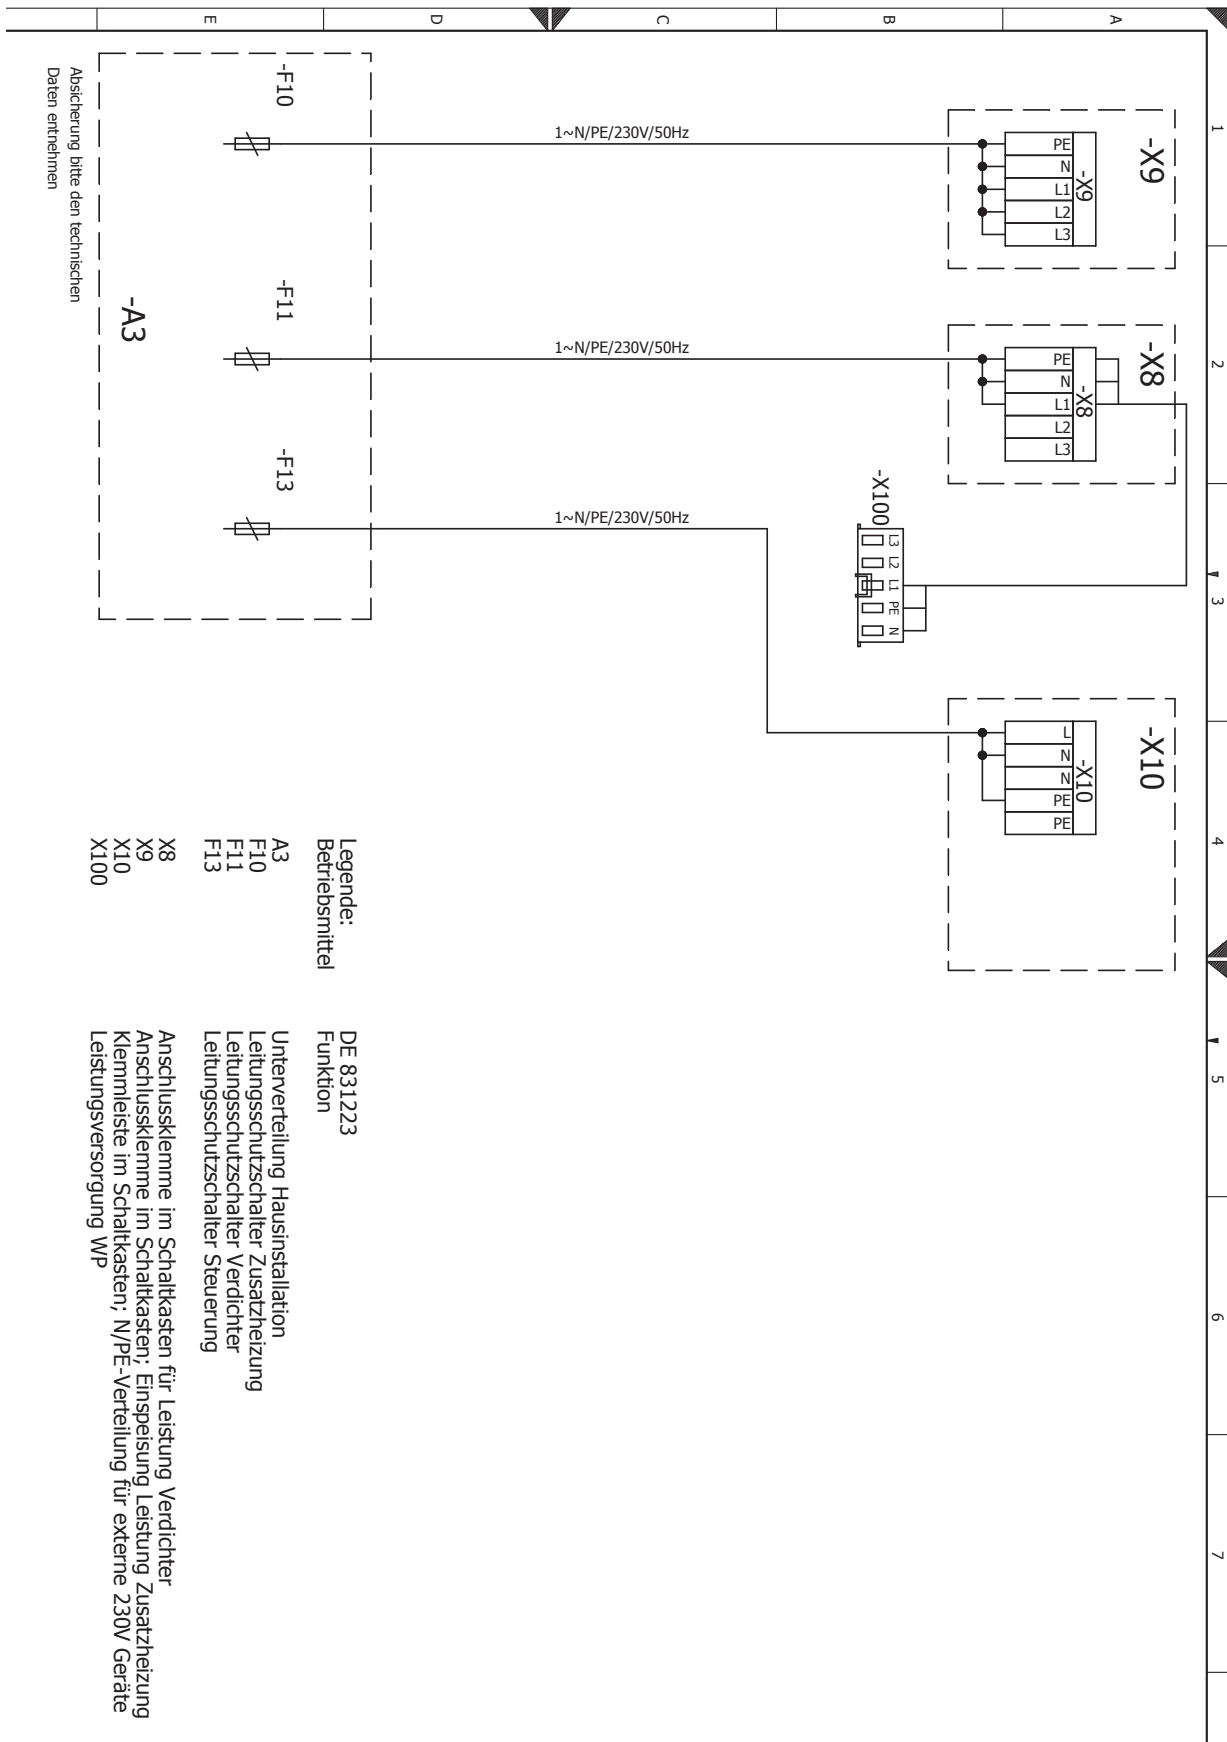 1
2
3
4
5
6
7
A
B
C
D
E
-X9
-X9
PE
N
L1
L2
L3
-X8
-X8
PE
N
L1
L2
L3
-X100
L3
L2
L1
PE
N
-X10
-X10
L
N
N
PE
PE
1~N/PE/230V/50Hz
1~N/PE/230V/50Hz
1~N/PE/230V/50Hz
-F10
-F11
-F13
-A3
Absicherung bitte den technischen
Daten entnehmen
Legende: DE 831223
Betriebsmittel Funktion
A3 Unterverteilung Hausinstallation
F10 Leitungsschutzschalter Zusatzheizung
F11 Leitungsschutzschalter Verdichter
F13 Leitungsschutzschalter Steuerung
X8 Anschlussklemme im Schaltkasten für Leistung Verdichter
X9 Anschlussklemme im Schaltkasten; Einspeisung Leistung Zusatzheizung
X10 Klemmleiste im Schaltkasten; N/PE-Verteilung für externe 230V Geräte
X100 Leistungsversorgung WP